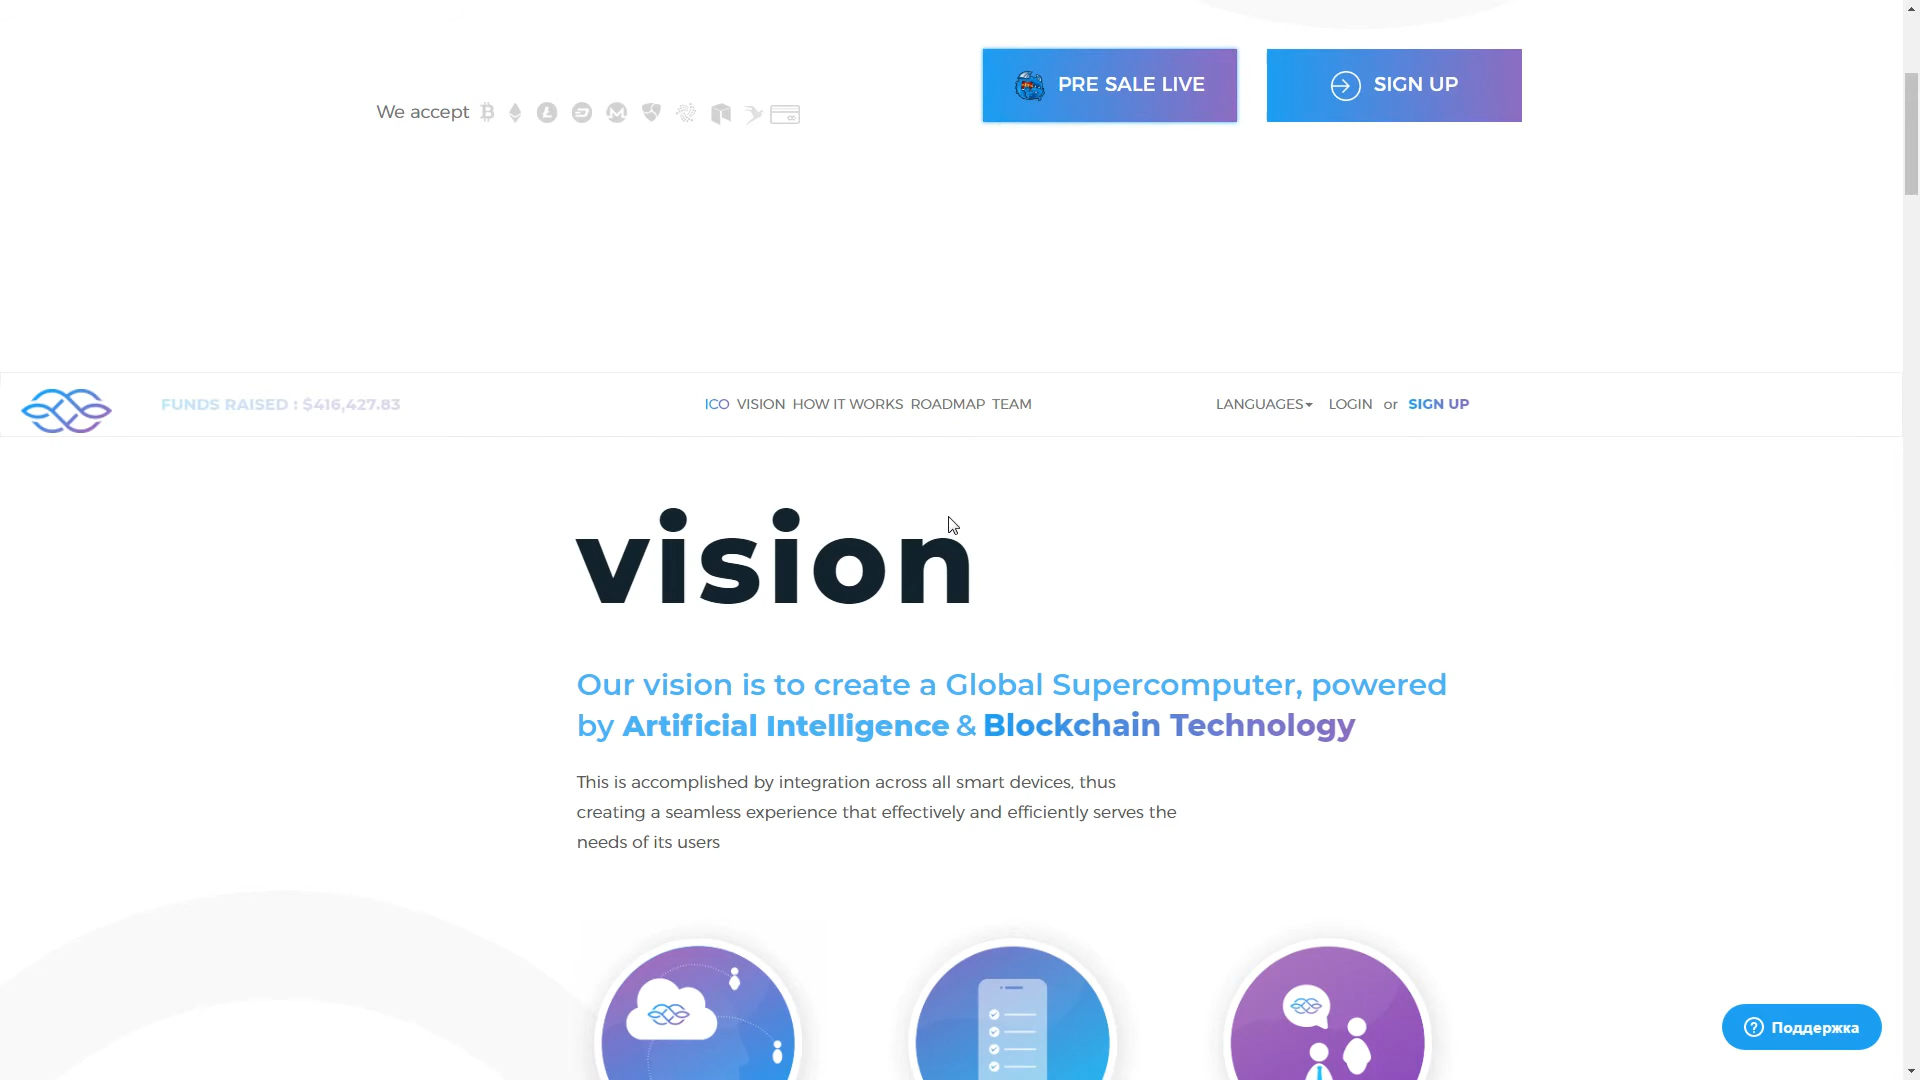 PRE SALE LIVE
SIGN UP
We accept
FUNDS RAISED : $416,427.83
ICO VISION HOW IT WORKS ROADMAP TEAM
LANGUAGES LOGIN or SIGN UP
vision
Our vision is to create a Global Supercomputer, powered
by Artificial Intelligence & Blockchain Technology
This is accomplished by integration across all smart devices, thus
creating a seamless experience that effectively and efficiently serves the
needs of its users
Поддержка